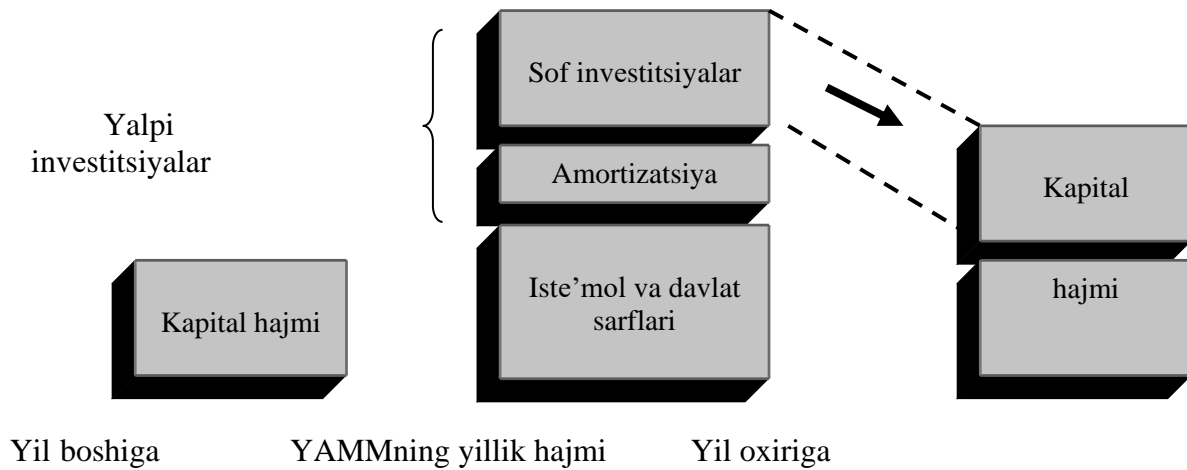 Sof investitsiyalar
Yalpi
investitsiyalar
Amortizatsiya
Kapital
hajmi
Iste’mol va davlat
sarflari
Kapital hajmi
Yil boshiga
YAMMning yillik hajmi
Yil oxiriga